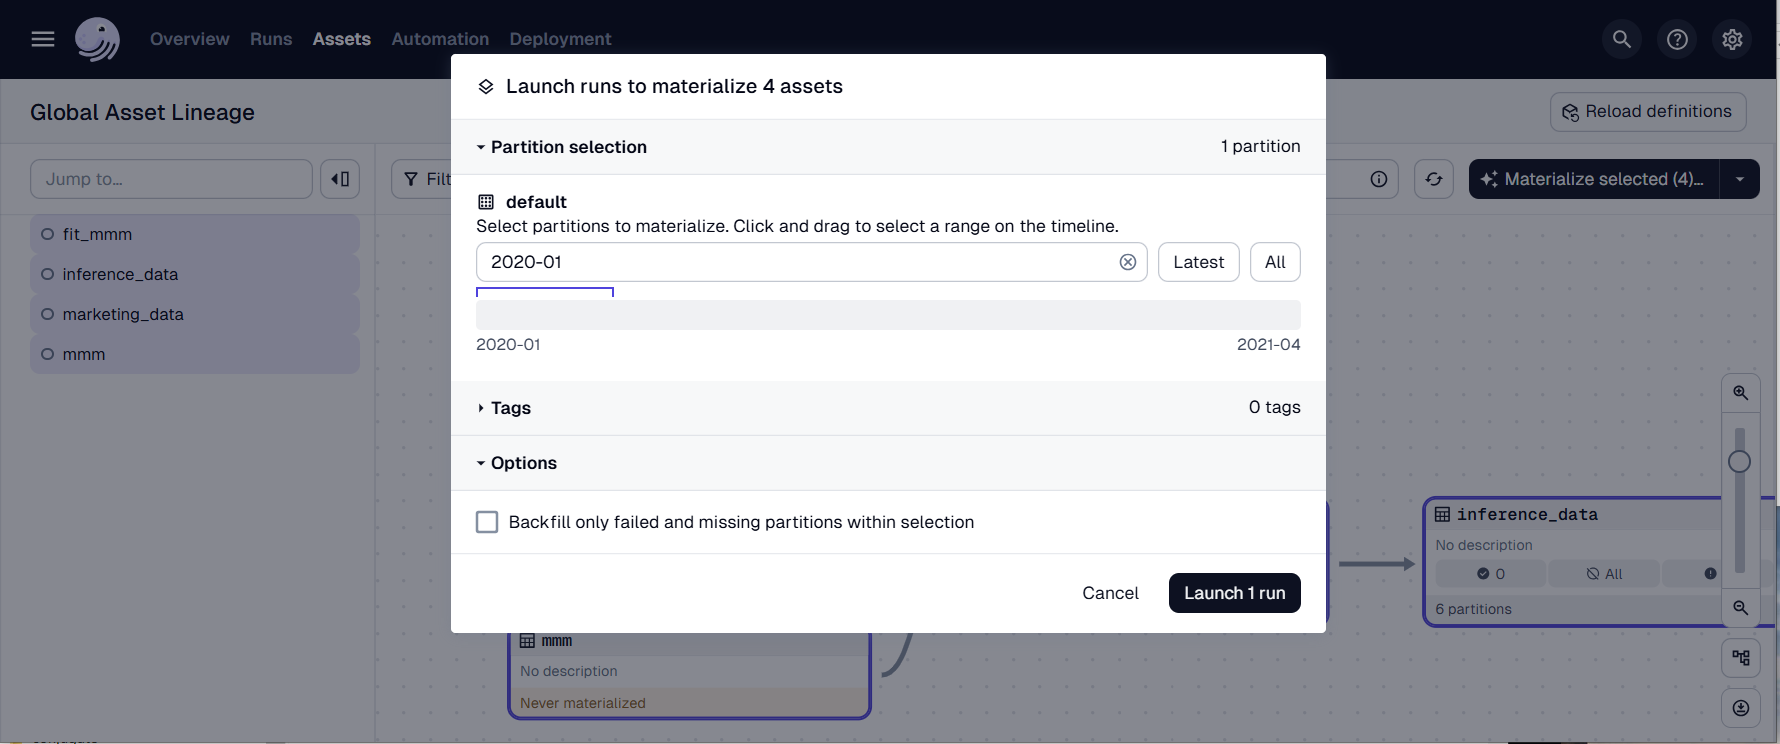 Overview Runs Assets Automation Deployment
Global Asset Lineage
Reload definitions
Jump to...
Filt
Materialize selected (4)...
fit_mmm
inference_data
marketing_data
mmm
Launch runs to materialize 4 assets
Partition selection
1 partition
default
Select partitions to materialize. Click and drag to select a range on the timeline.
2020-01
Latest
All
2020-01
2021-04
Tags
0 tags
Options
Backfill only failed and missing partitions within selection
Cancel
Launch 1 run
inference_data
No description
0
All
6 partitions
mmm
No description
Never materialized